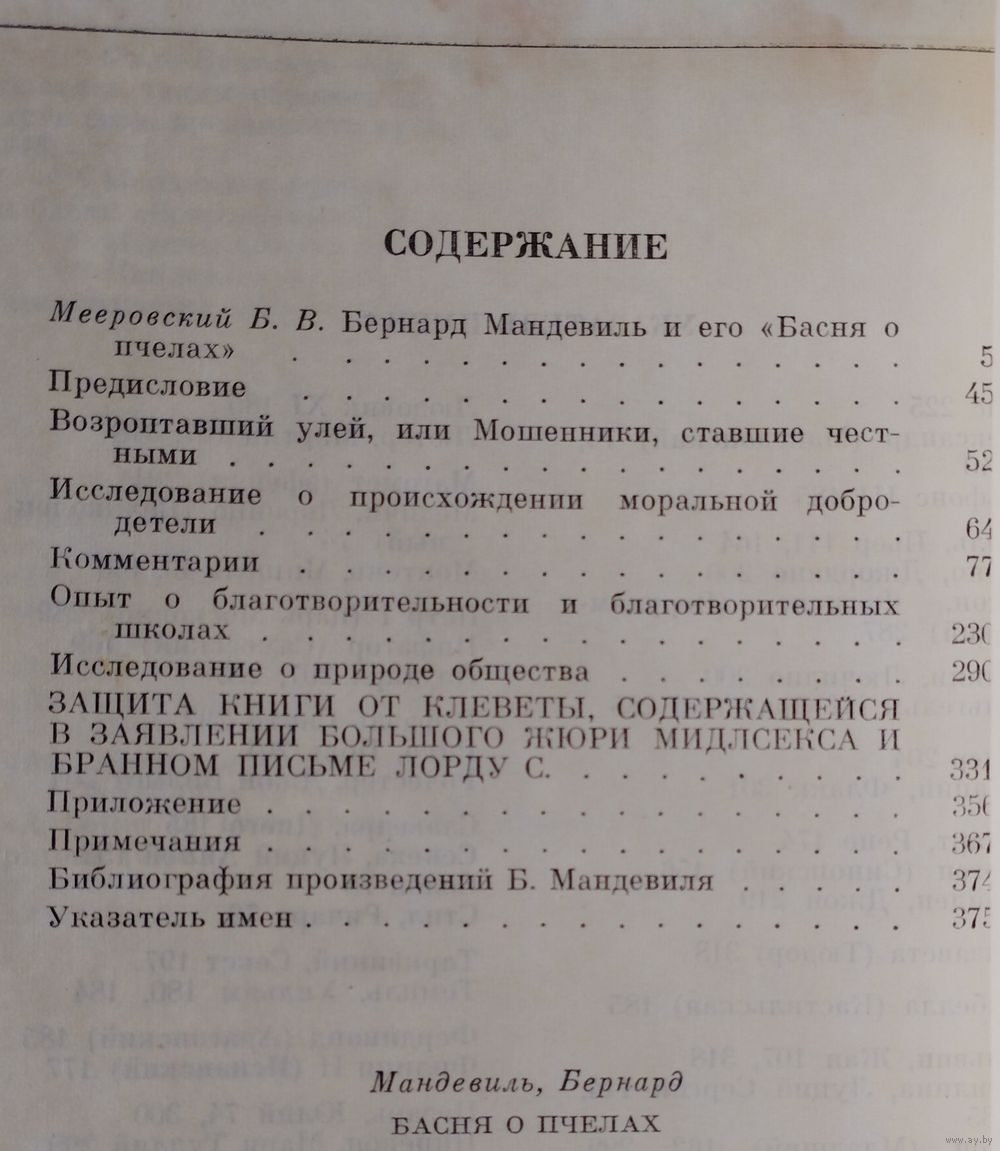 СОДЕРЖАНИЕ
Мееровский Б. В. Бернард Мандевиль и его «Басня о
пчелах» . . . . . . . . . . . . . . . . 5
Предисловие . . . . . . . . . . . . . . . 45
Возроптавший улей, или Мошенники, ставшие чест-
ными . . . . . . . . . . . . . . . . . 52
Исследование о происхождении моральной добро-
детели . . . . . . . . . . . . . . . . 64
Комментарии . . . . . . . . . . . . . . . 77
Опыт о благотворительности и благотворительных
школах . . . . . . . . . . . . . . . . 230
Исследование о природе общества . . . . . . . 290
ЗАЩИТА КНИГИ ОТ КЛЕВЕТЫ, СОДЕРЖАЩЕЙСЯ
В ЗАЯВЛЕНИИ БОЛЬШОГО ЖЮРИ МИДЛСЕКСА И
БРАННОМ ПИСЬМЕ ЛОРДУ С. . . . . . . . . 331
Приложение . . . . . . . . . . . . . . . 356
Примечания . . . . . . . . . . . . . . . 367
Библиография произведений Б. Мандевиля . . . . . 374
Указатель имен . . . . . . . . . . . . . . 375
Мандевиль, Бернард
БАСНЯ О ПЧЕЛАХ
www.ay.by